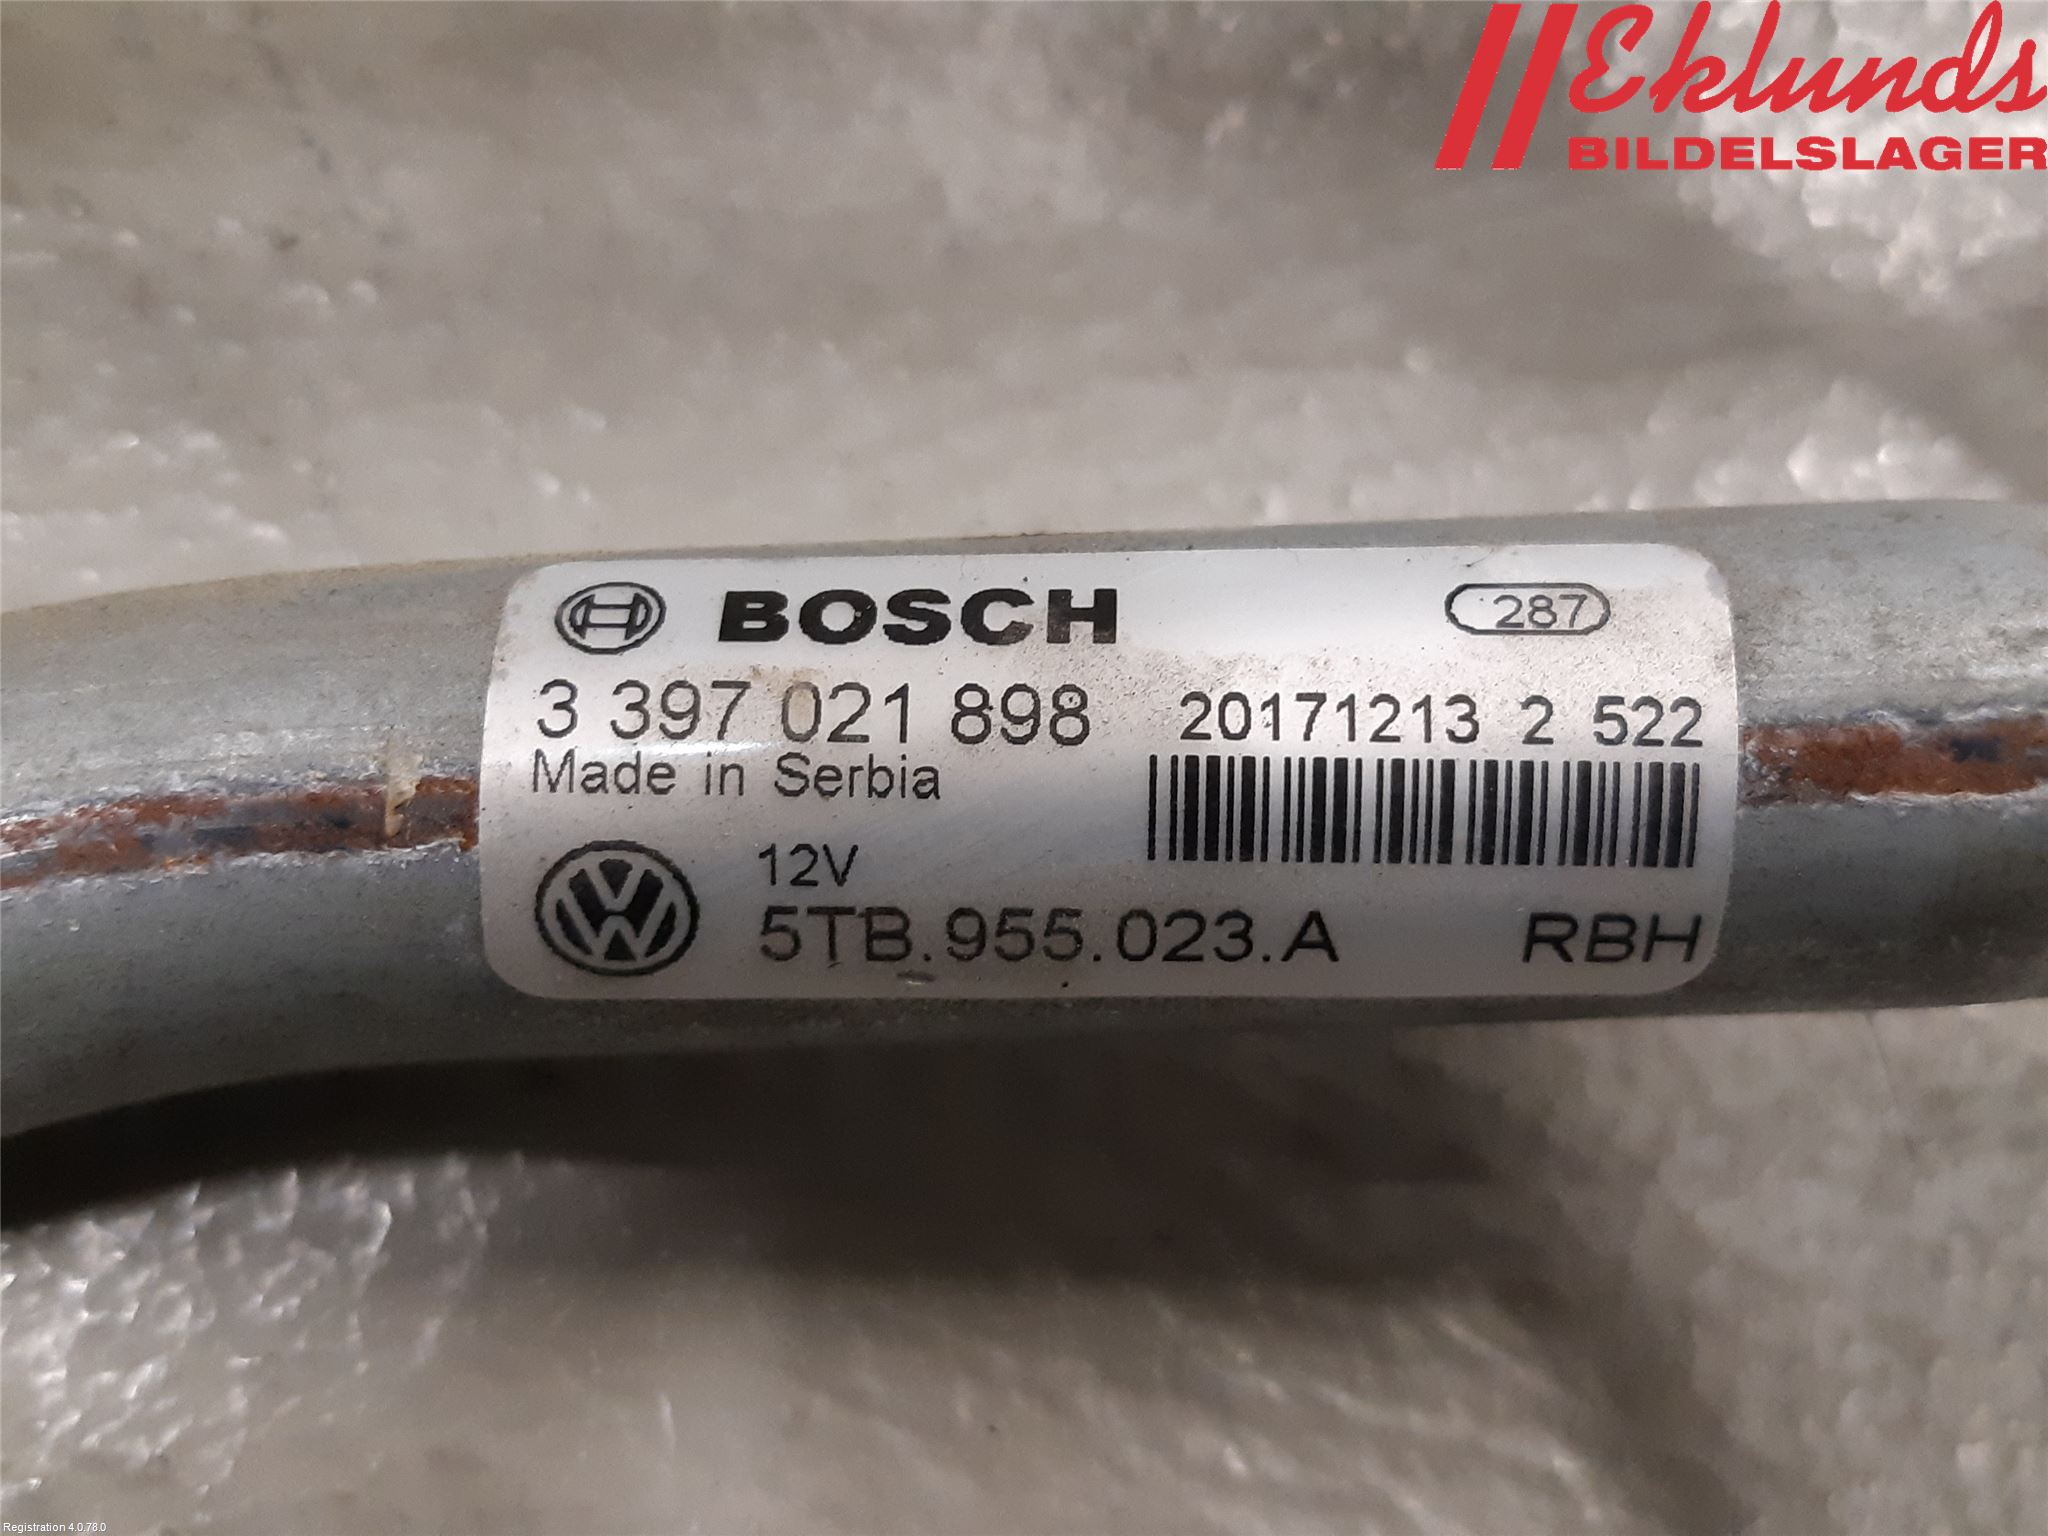 Eklunds
BILDELSLAGER
BOSCH 287
3 397 021 898 20171213 2 522
Made in Serbia
12V
5TB.955.023.A RBH
Registration 4.0.78.0